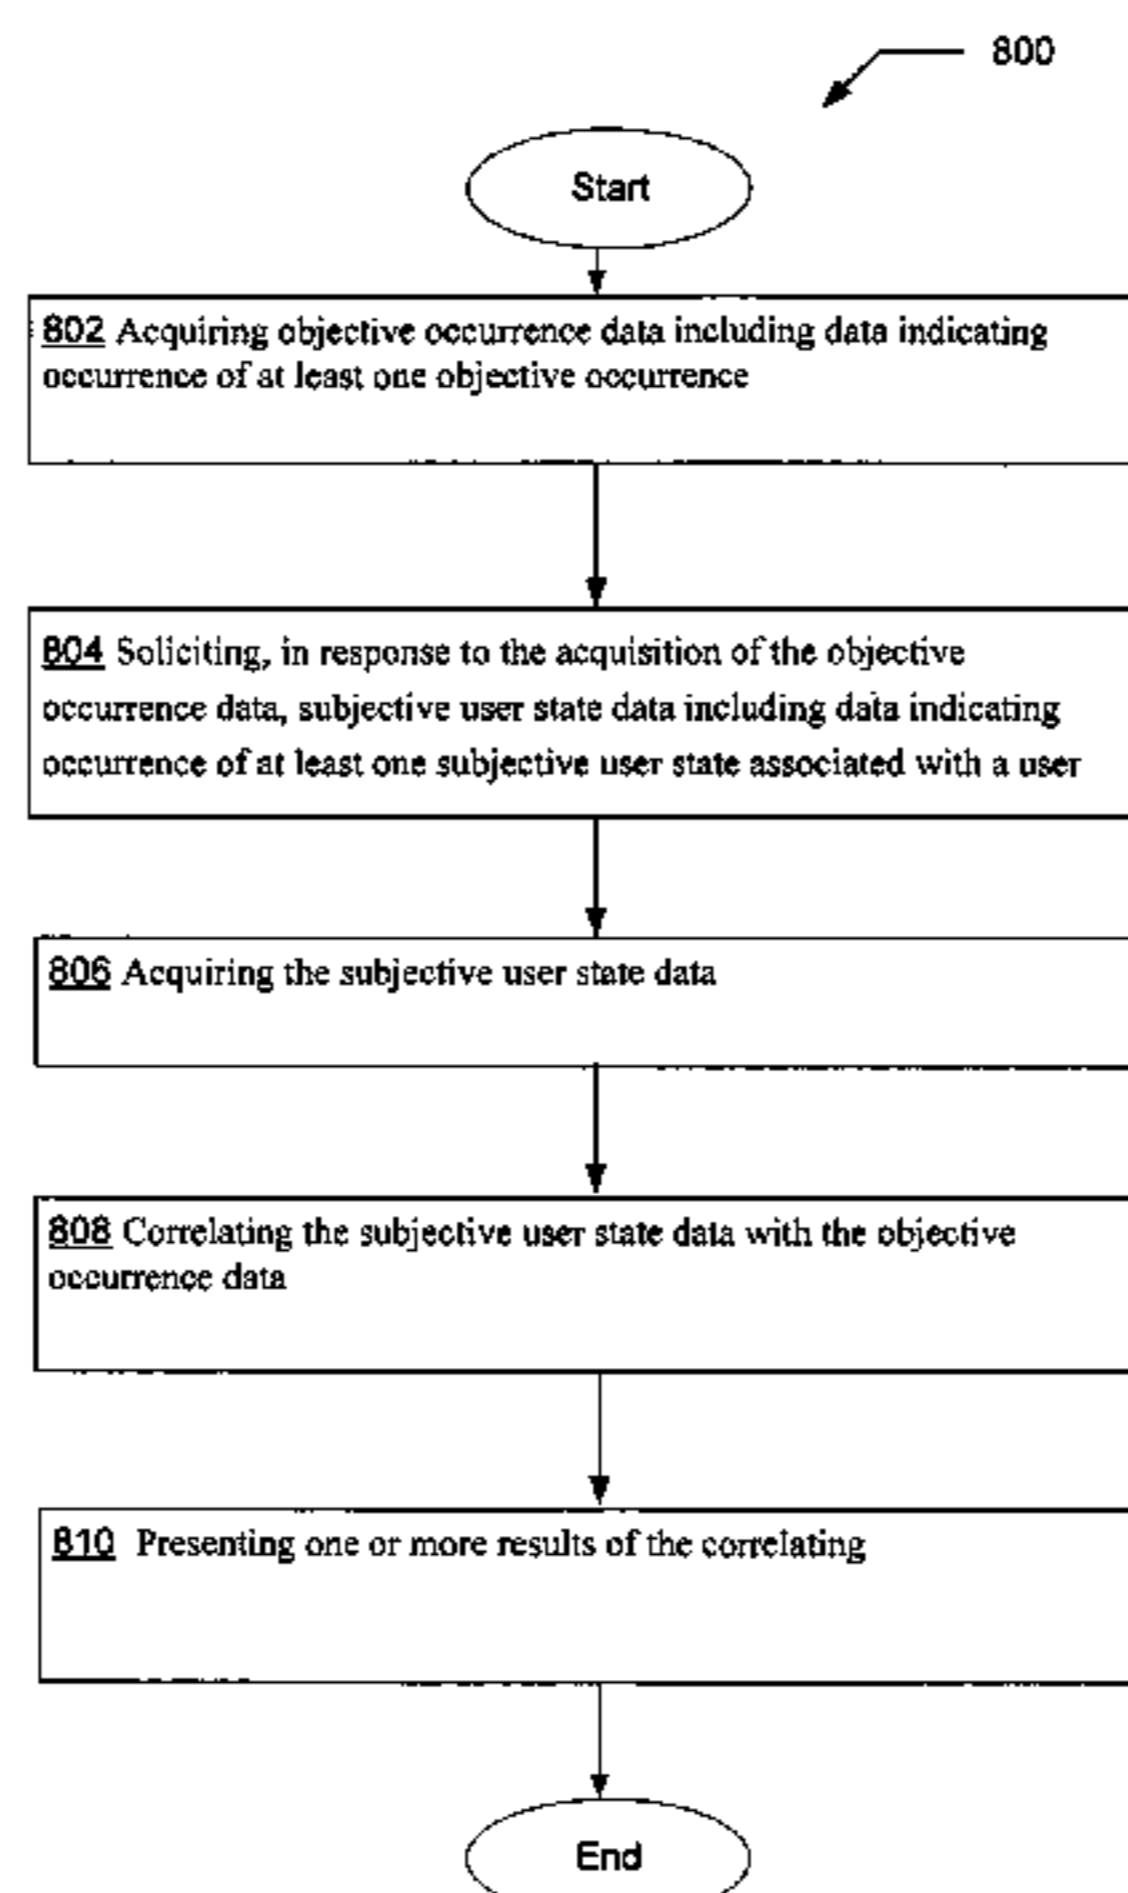 800
Start
802 Acquiring objective occurrence data including data indicating
occurrence of at least one objective occurrence
804 Soliciting, in response to the acquisition of the objective
occurrence data, subjective user state data including data indicating
occurrence of at least one subjective user state associated with a user
806 Acquiring the subjective user state data
808 Correlating the subjective user state data with the objective
occurrence data
810 Presenting one or more results of the correlating
End